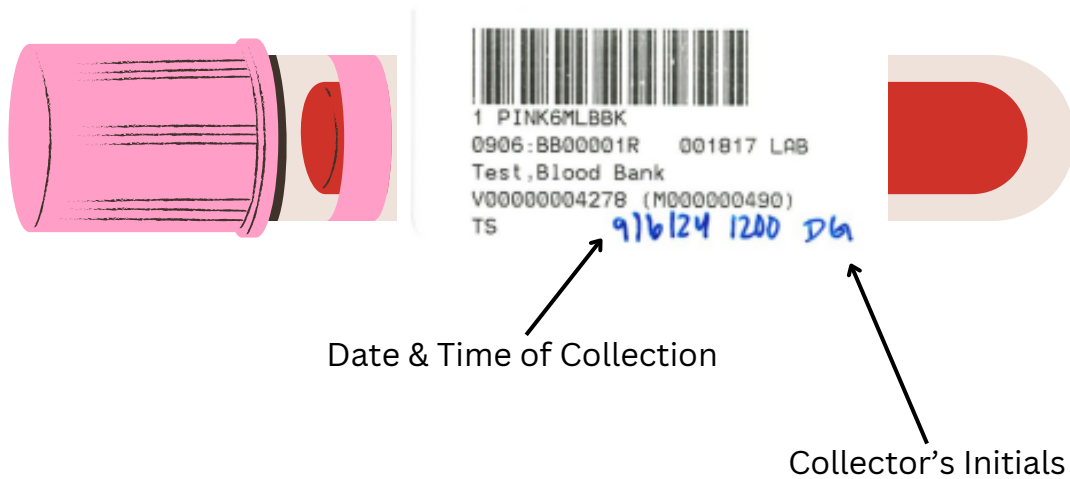 1 PINK6MLBBK
0906:BB00001R 001817 LAB
Test,Blood Bank
V00000004278 (M000000490)
TS 9/6/24 1200 DG
Date & Time of Collection
Collector’s Initials